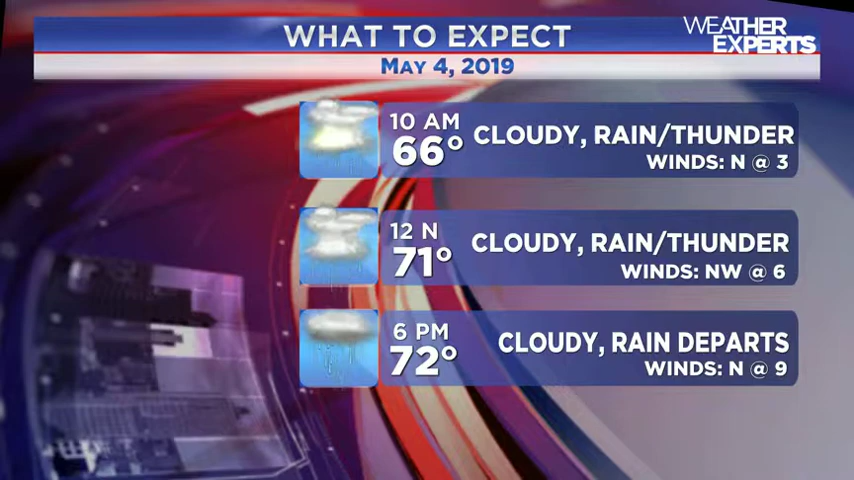 WHAT TO EXPECT
WEATHER
EXPERTS
MAY 4, 2019
10 AM
66°
CLOUDY, RAIN/THUNDER
WINDS: N @ 3
12 N
71°
CLOUDY, RAIN/THUNDER
WINDS: NW @ 6
6 PM
72°
CLOUDY, RAIN DEPARTS
WINDS: N @ 9